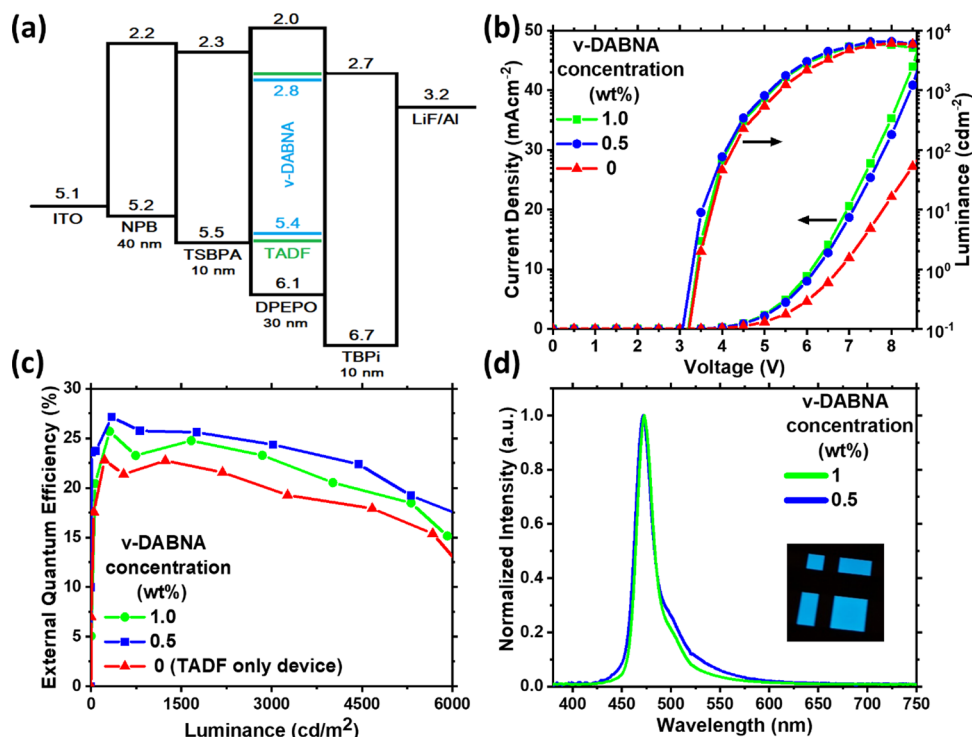 (a)
2.0
2.2
2.3
2.7
2.8
3.2
LiF/Al
v-DABNA
5.1
ITO
5.2
NPB
40 nm
5.4
5.5
TADF
TSBPA
10 nm
6.1
DPEPO
30 nm
6.7
TBPi
10 nm
(b)
v-DABNA
concentration
(wt%)
1.0
0.5
0
Current Density (mAcm⁻²)
50
40
30
20
10
0
Luminance (cdm⁻²)
10⁴
10³
10²
10¹
10⁰
10⁻¹
0 1 2 3 4 5 6 7 8
Voltage (V)
(c)
External Quantum Efficiency (%)
30
25
20
15
10
5
0
v-DABNA
concentration
(wt%)
1.0
0.5
0 (TADF only device)
0 1500 3000 4500 6000
Luminance (cd/m²)
(d)
Normalized Intensity (a.u.)
1.0
0.8
0.6
0.4
0.2
0.0
v-DABNA
concentration
(wt%)
1
0.5
400 450 500 550 600 650 700 750
Wavelength (nm)